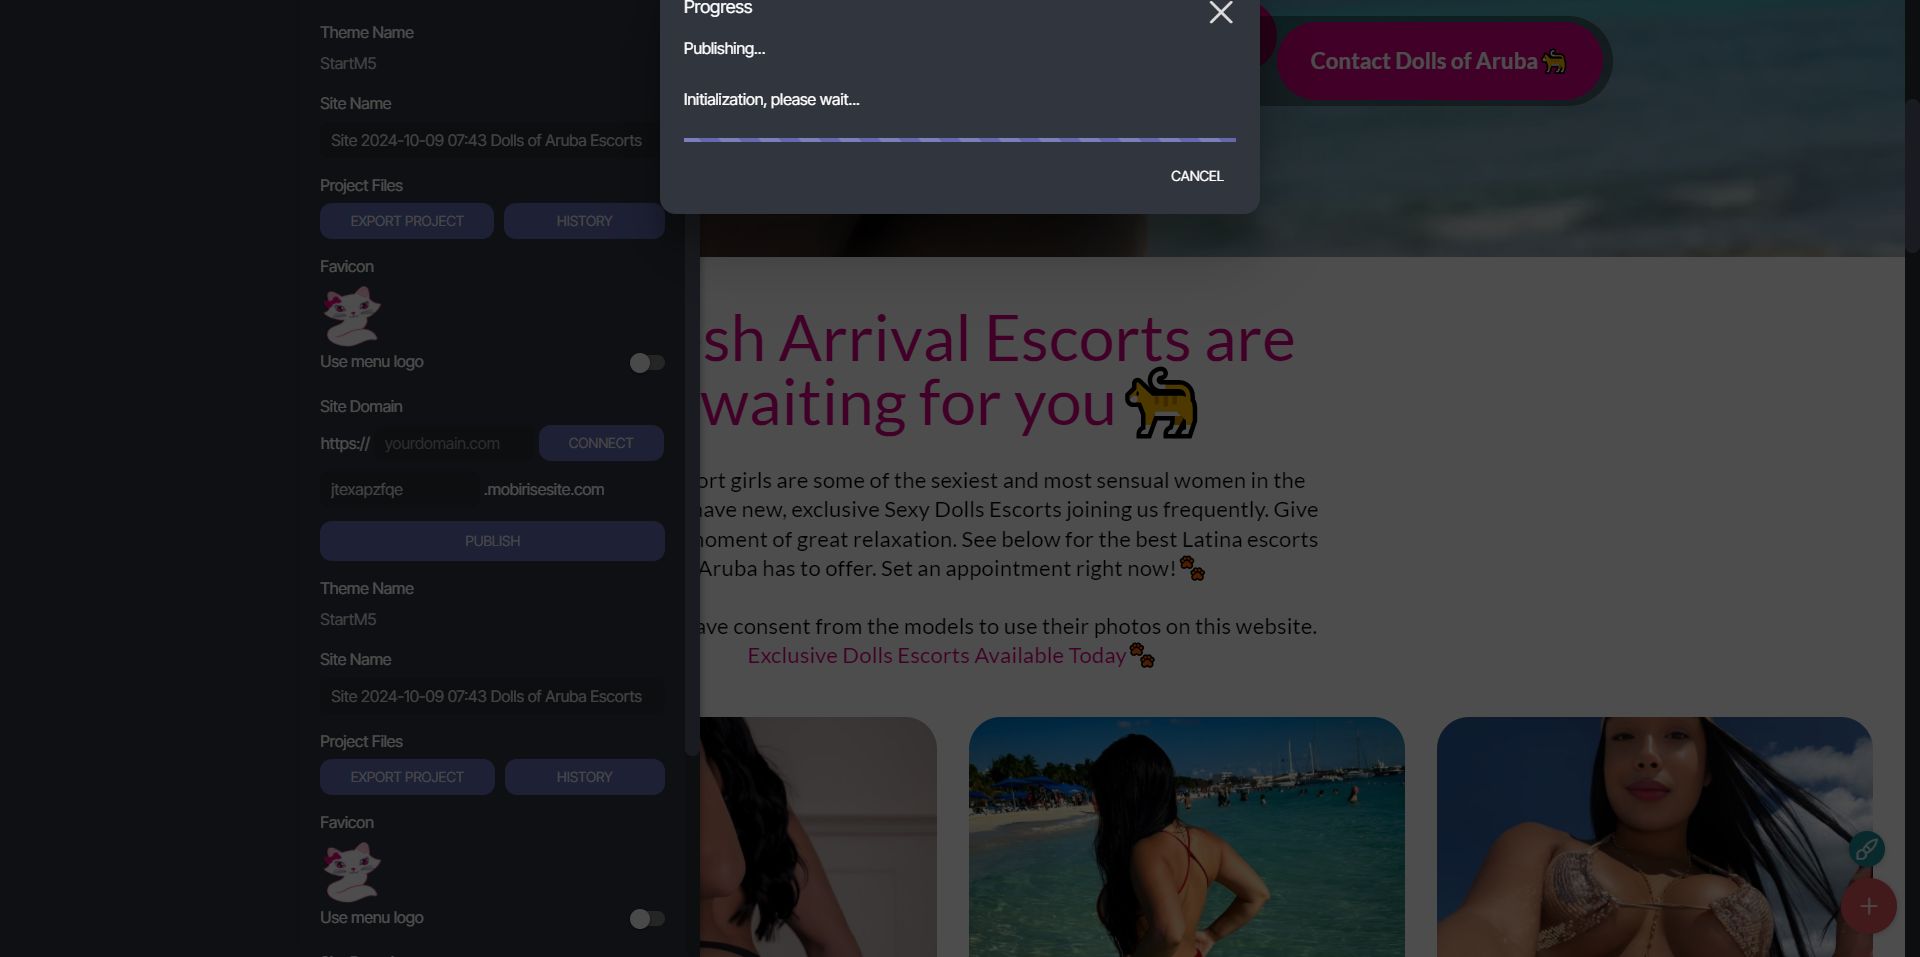 Theme Name
StartM5
Site Name
Site 2024-10-09 07:43 Dolls of Aruba Escorts
Project Files
EXPORT PROJECT
HISTORY
Favicon
Use menu logo
Site Domain
https://
yourdomain.com
CONNECT
jtexapzfqe
.mobirisesite.com
PUBLISH
Theme Name
StartM5
Site Name
Site 2024-10-09 07:43 Dolls of Aruba Escorts
Project Files
EXPORT PROJECT
HISTORY
Favicon
Use menu logo
Progress
Publishing...
Initialization, please wait...
CANCEL
Contact Dolls of Aruba
sh Arrival Escorts are
waiting for you
ort girls are some of the sexiest and most sensual women in the
have new, exclusive Sexy Dolls Escorts joining us frequently. Give
moment of great relaxation. See below for the best Latina escorts
Aruba has to offer. Set an appointment right now!
ave consent from the models to use their photos on this website.
Exclusive Dolls Escorts Available Today